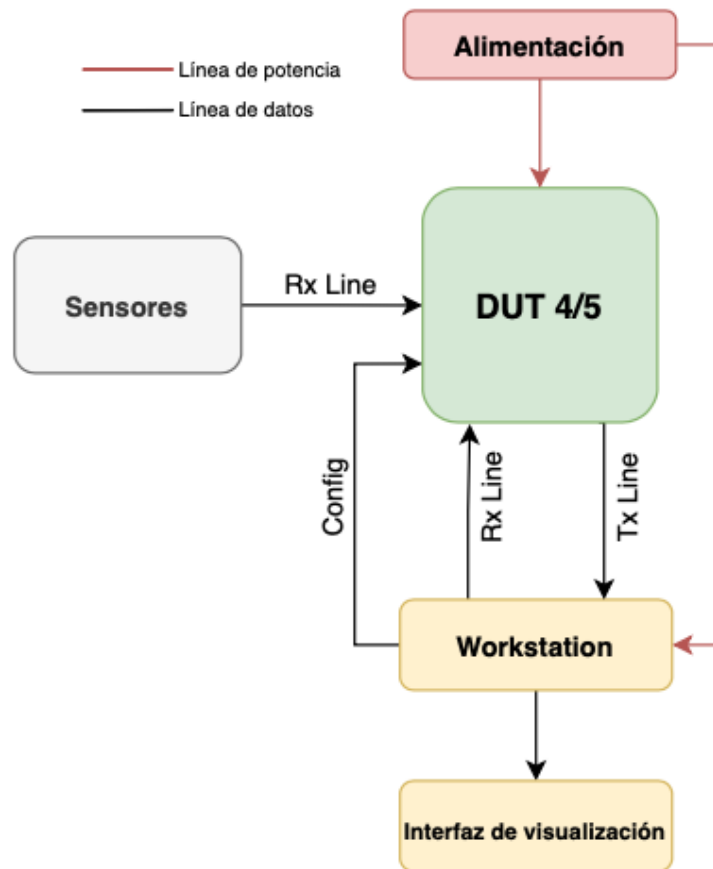 Alimentación
Línea de potencia
Línea de datos
Sensores
Rx Line
DUT 4/5
Config
Rx Line
Tx Line
Workstation
Interfaz de visualización